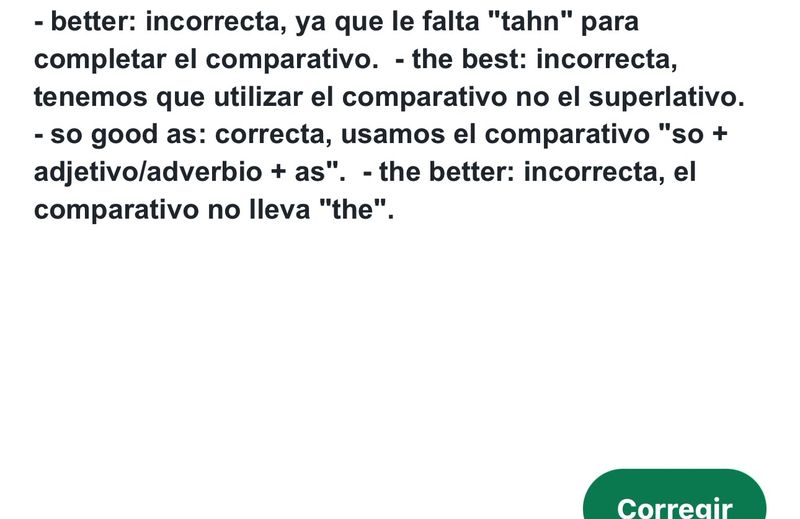 - better: incorrecta, ya que le falta "tahn" para
completar el comparativo.  - the best: incorrecta,
tenemos que utilizar el comparativo no el superlativo.
- so good as: correcta, usamos el comparativo "so +
adjetivo/adverbio + as".  - the better: incorrecta, el
comparativo no lleva "the".
Corregir